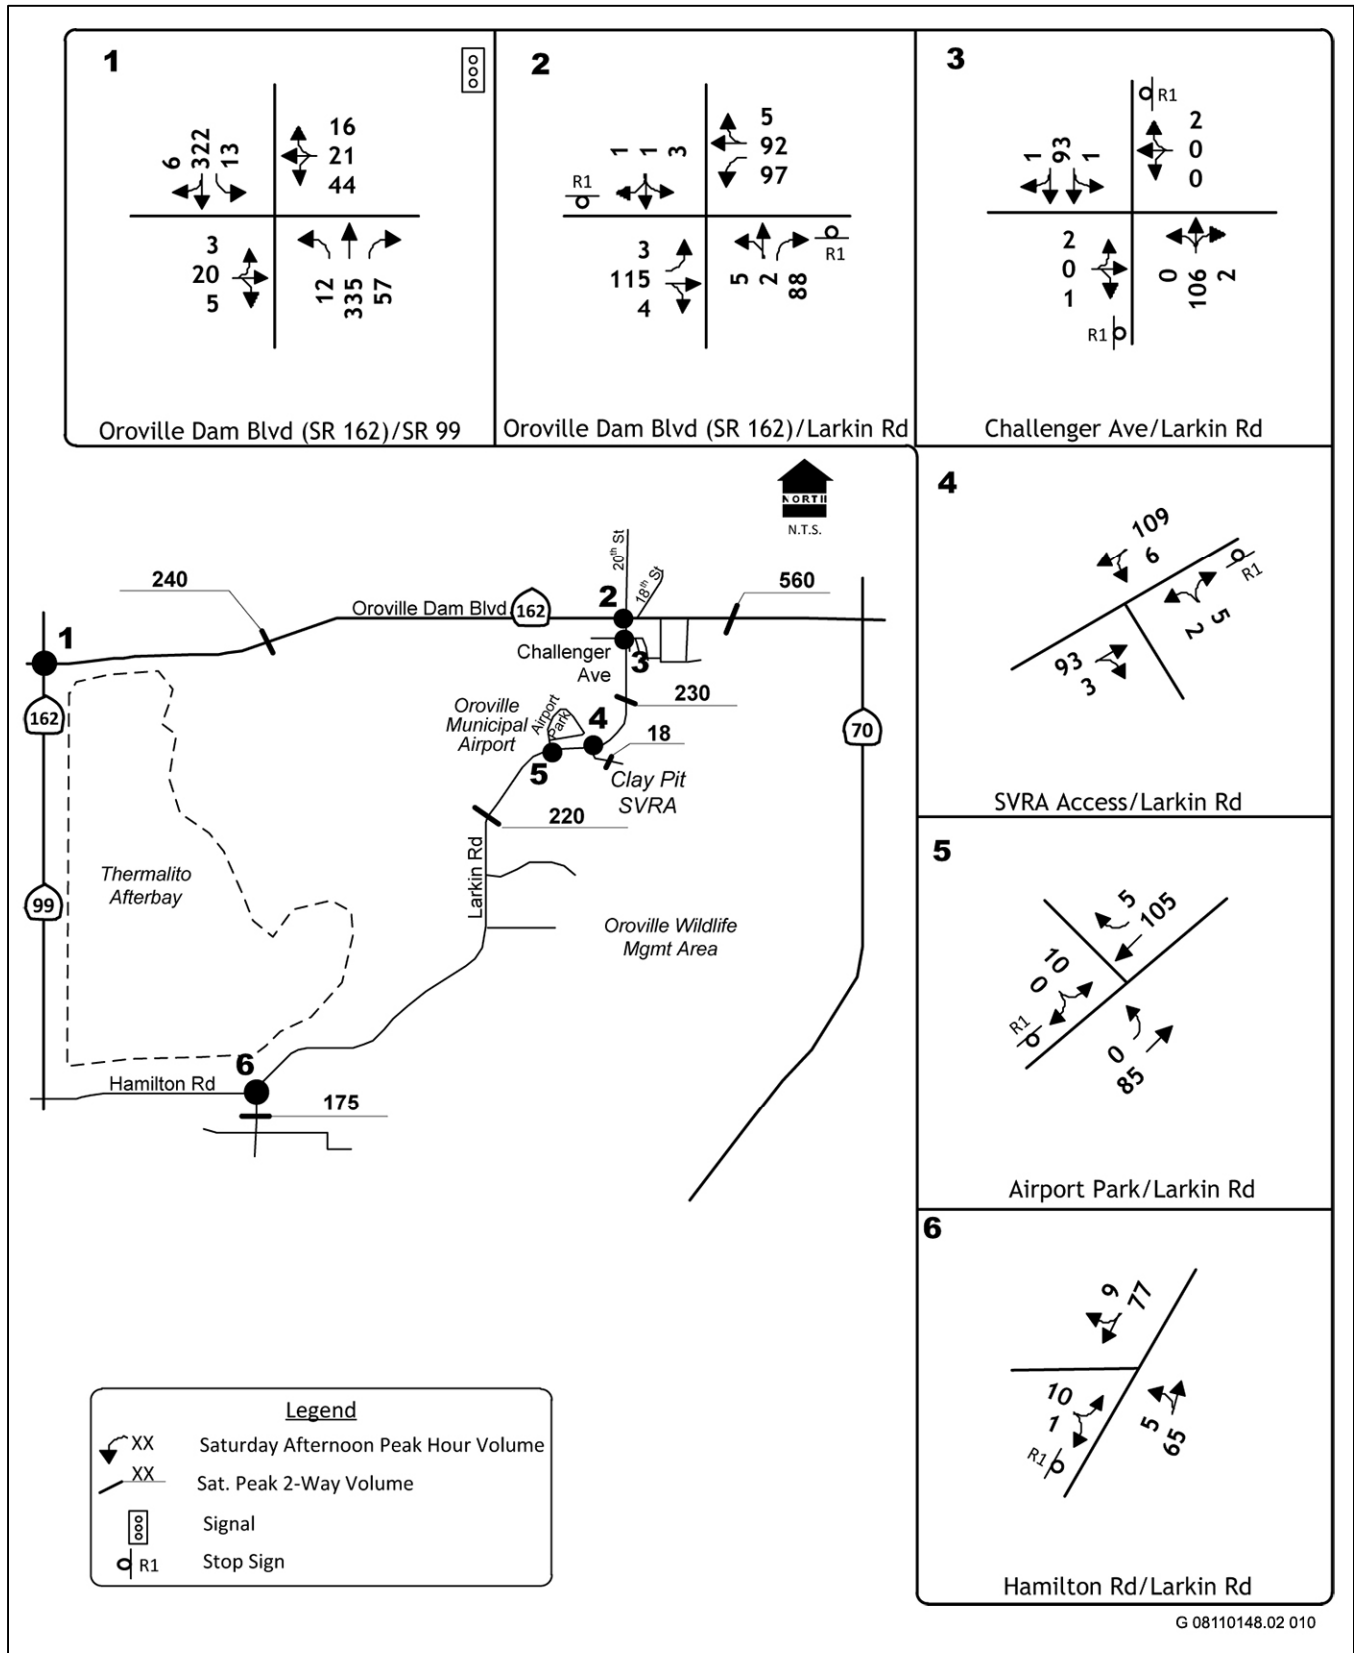 1
6
322
13
16
21
44
3
20
5
12
335
57
Oroville Dam Blvd (SR 162)/SR 99
2
1
1
3
5
92
97
R1
3
115
4
5
2
88
R1
Oroville Dam Blvd (SR 162)/Larkin Rd
3
R1
1
93
1
2
0
0
2
0
1
0
106
2
R1
Challenger Ave/Larkin Rd
4
109
6
R1
5
2
93
3
SVRA Access/Larkin Rd
5
5
105
10
0
R1
0
85
Airport Park/Larkin Rd
6
9
77
10
1
R1
5
65
Hamilton Rd/Larkin Rd
NORTH
N.T.S.
240
20th St
18th St
560
Oroville Dam Blvd
162
2
1
Challenger
Ave
3
230
162
Oroville
Municipal
Airport
Airport
Park
4
18
70
5
Clay Pit
SVRA
220
Larkin Rd
Thermalito
Afterbay
99
Oroville Wildlife
Mgmt Area
6
Hamilton Rd
175
Legend
XX Saturday Afternoon Peak Hour Volume
XX Sat. Peak 2-Way Volume
Signal
R1 Stop Sign
G 08110148.02 010